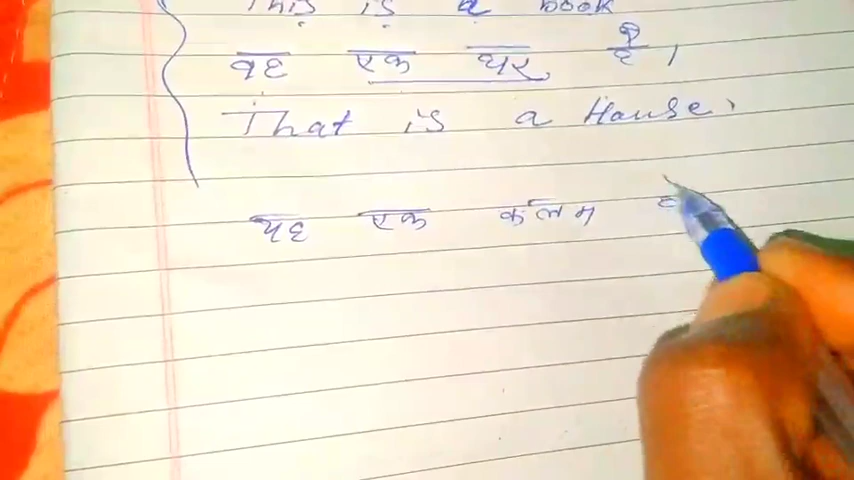 This is a book
वह एक घर है ।
That is a House.
यह एक कलम